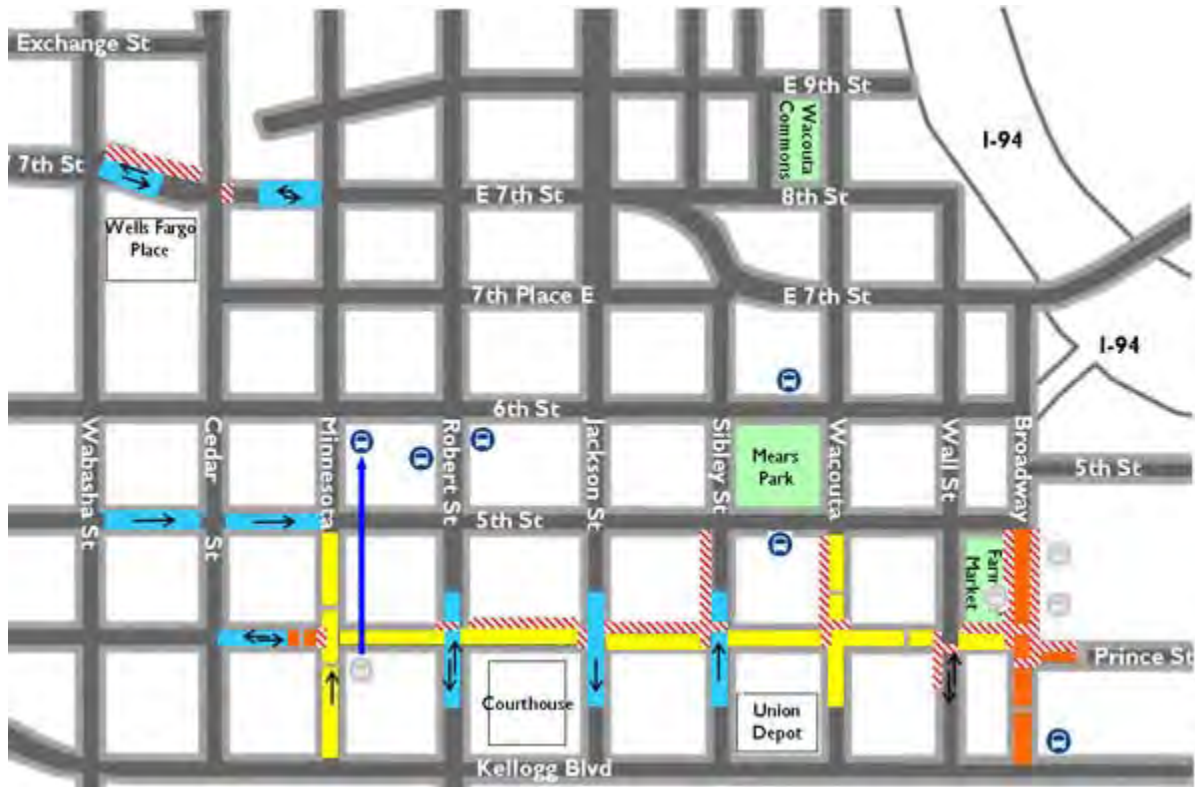 Exchange St
E 9th St
Wacouta
Commons
I-94
7th St
E 7th St
8th St
Wells Fargo
Place
7th Place E
E 7th St
I-94
6th St
Wabasha St
Cedar St
Minnesota
Robert St
Jackson St
Sibley St
Mears
Park
Wacouta
Wall St
Broadway
5th St
5th St
Farm
Market
Prince St
Courthouse
Union
Depot
Kellogg Blvd